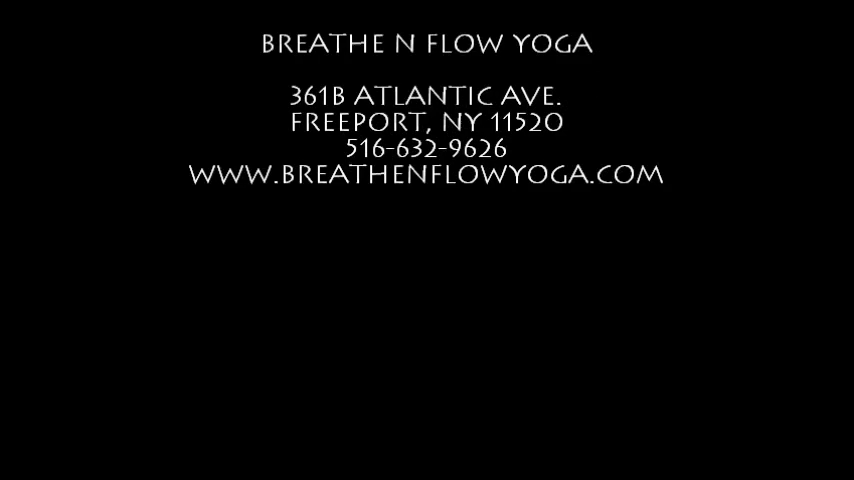 BREATHE N FLOW YOGA
361B ATLANTIC AVE.
FREEPORT, NY 11520
516-632-9626
WWW.BREATHENFLOWYOGA.COM